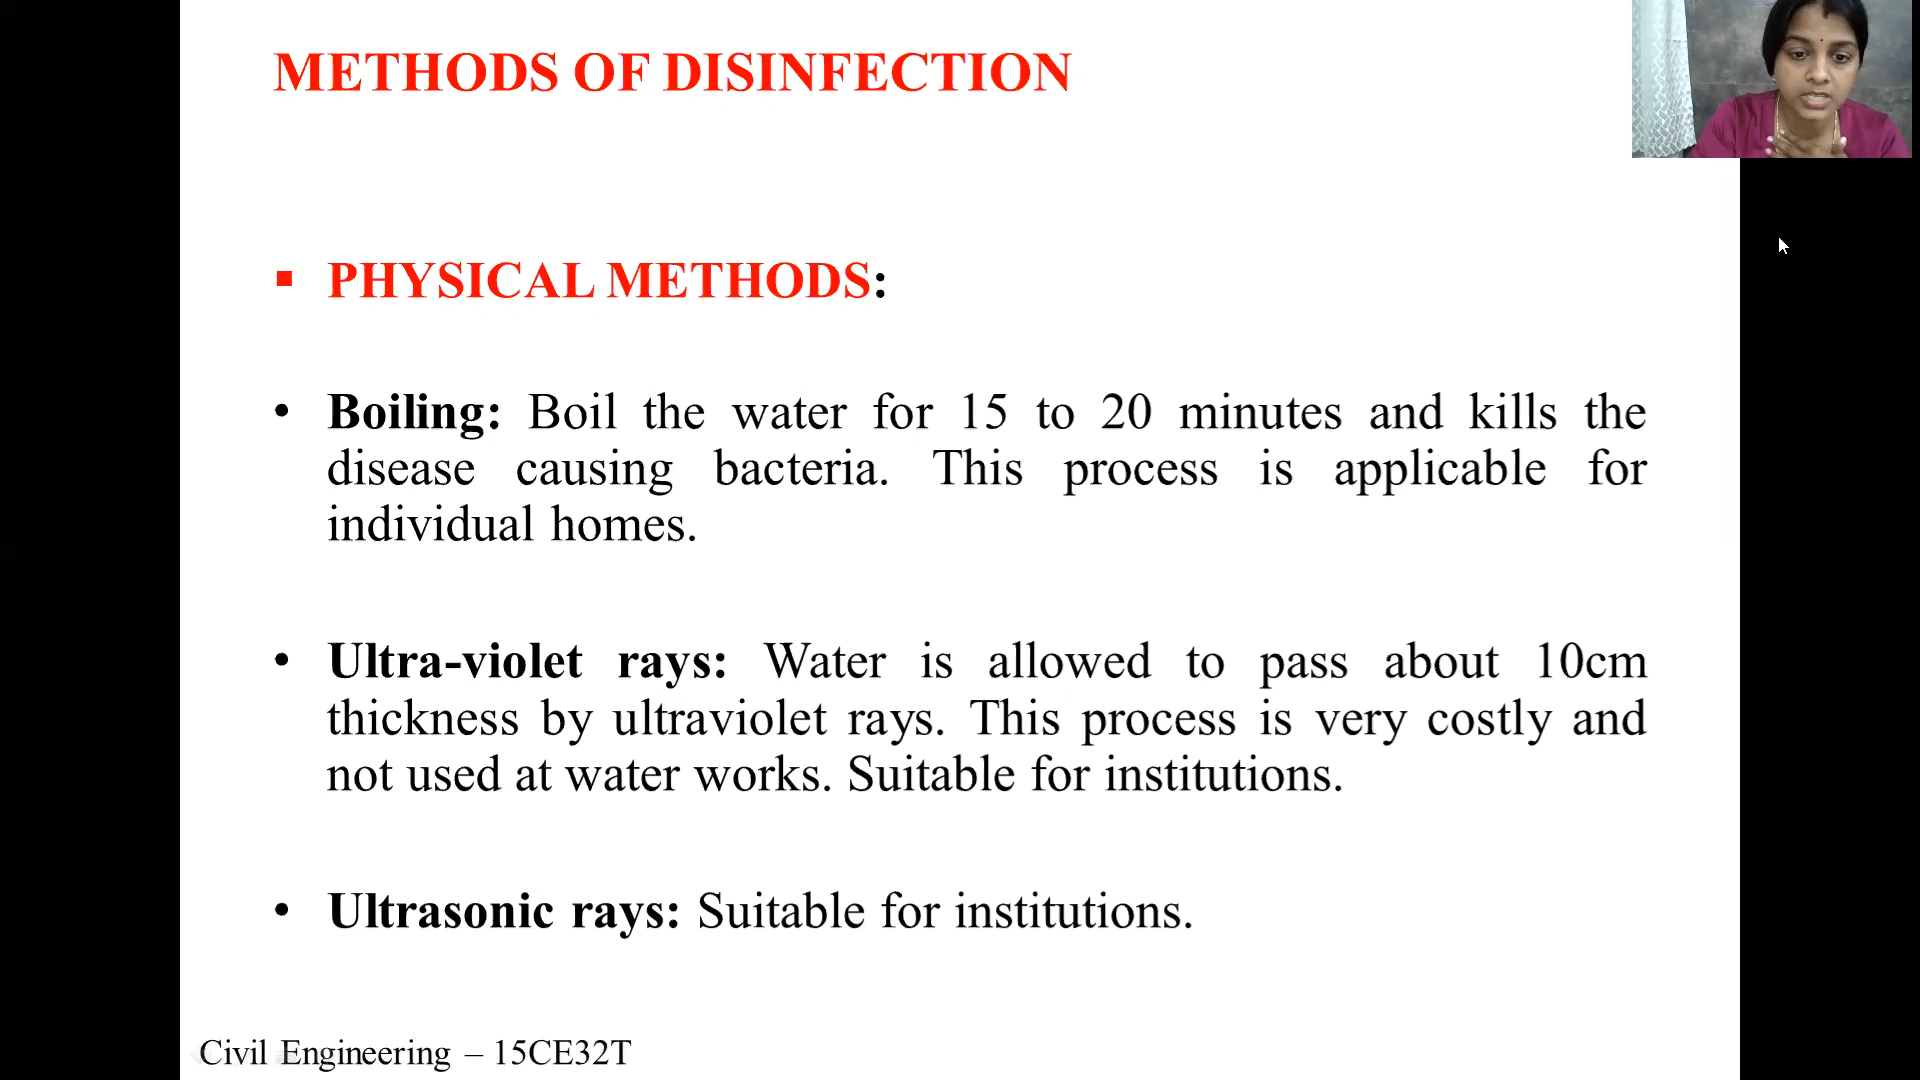 METHODS OF DISINFECTION
▪ PHYSICAL METHODS:
• Boiling: Boil the water for 15 to 20 minutes and kills the
disease causing bacteria. This process is applicable for
individual homes.
• Ultra-violet rays: Water is allowed to pass about 10cm
thickness by ultraviolet rays. This process is very costly and
not used at water works. Suitable for institutions.
• Ultrasonic rays: Suitable for institutions.
Civil Engineering – 15CE32T